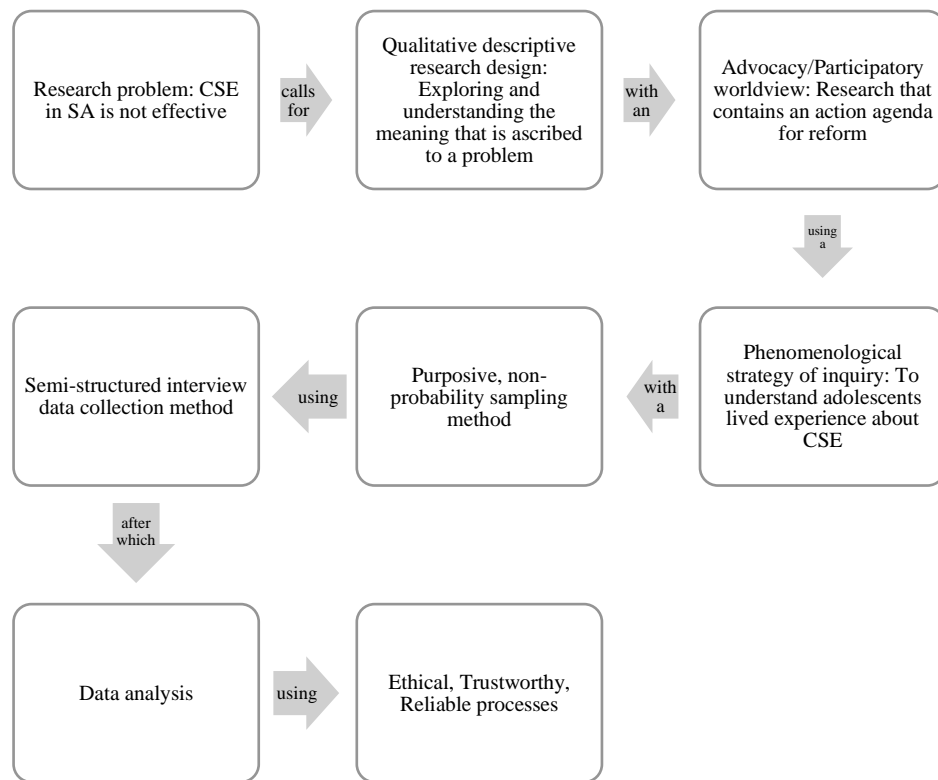 Research problem: CSE
in SA is not effective
calls
for
Qualitative descriptive
research design:
Exploring and
understanding the
meaning that is ascribed
to a problem
with
an
Advocacy/Participatory
worldview: Research that
contains an action agenda
for reform
using
a
Phenomenological
strategy of inquiry: To
understand adolescents
lived experience about
CSE
with
a
Purposive, non-
probability sampling
method
using
Semi-structured interview
data collection method
after
which
Data analysis
using
Ethical, Trustworthy,
Reliable processes